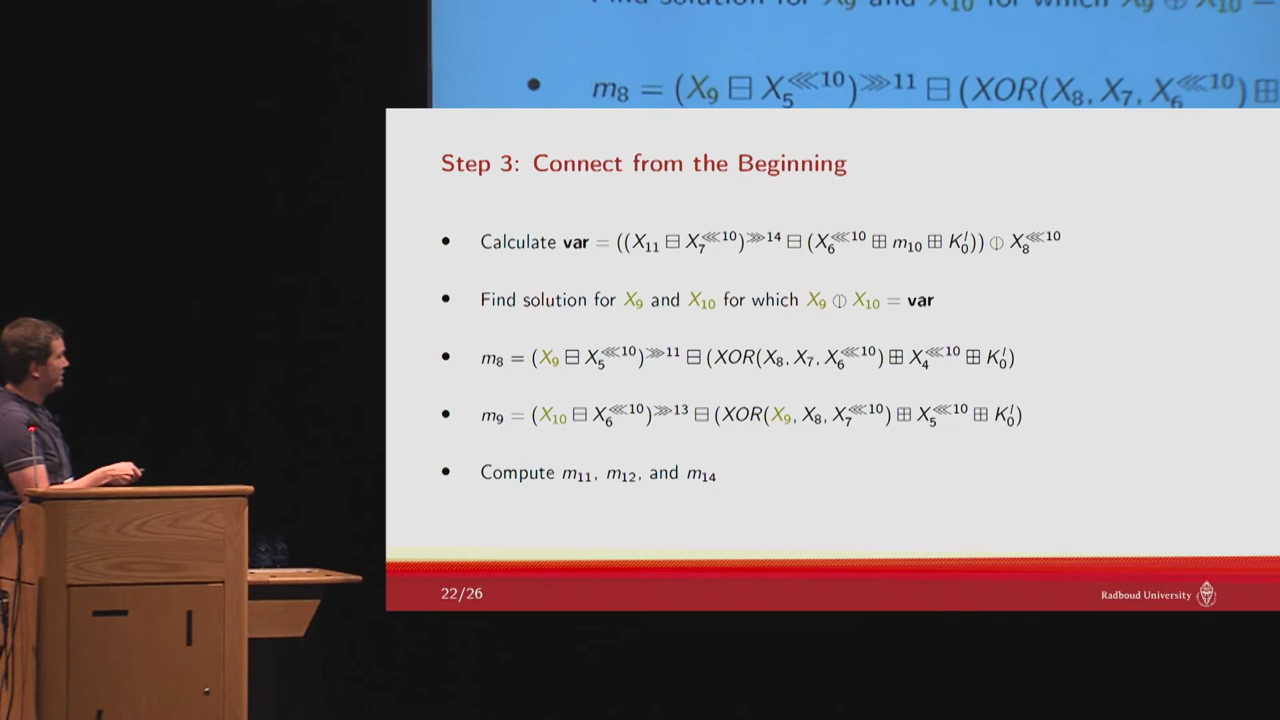 m₈ = (X₉ ⊟ X₅^⋘10)^⋙11 ⊟ (XOR(X₈, X₇, X₆^⋘10) ⊞
Step 3: Connect from the Beginning
• Calculate var = ((X₁₁ ⊟ X₇^⋘10)^⋙14 ⊟ (X₆^⋘10 ⊞ m₁₀ ⊞ K₀ˡ)) ⦶ X₈^⋘10
• Find solution for X₉ and X₁₀ for which X₉ ⦶ X₁₀ = var
• m₈ = (X₉ ⊟ X₅^⋘10)^⋙11 ⊟ (XOR(X₈, X₇, X₆^⋘10) ⊞ X₄^⋘10 ⊞ K₀ˡ)
• m₉ = (X₁₀ ⊟ X₆^⋘10)^⋙13 ⊟ (XOR(X₉, X₈, X₇^⋘10) ⊞ X₅^⋘10 ⊞ K₀ˡ)
• Compute m₁₁, m₁₂, and m₁₄
22/26
Radboud University